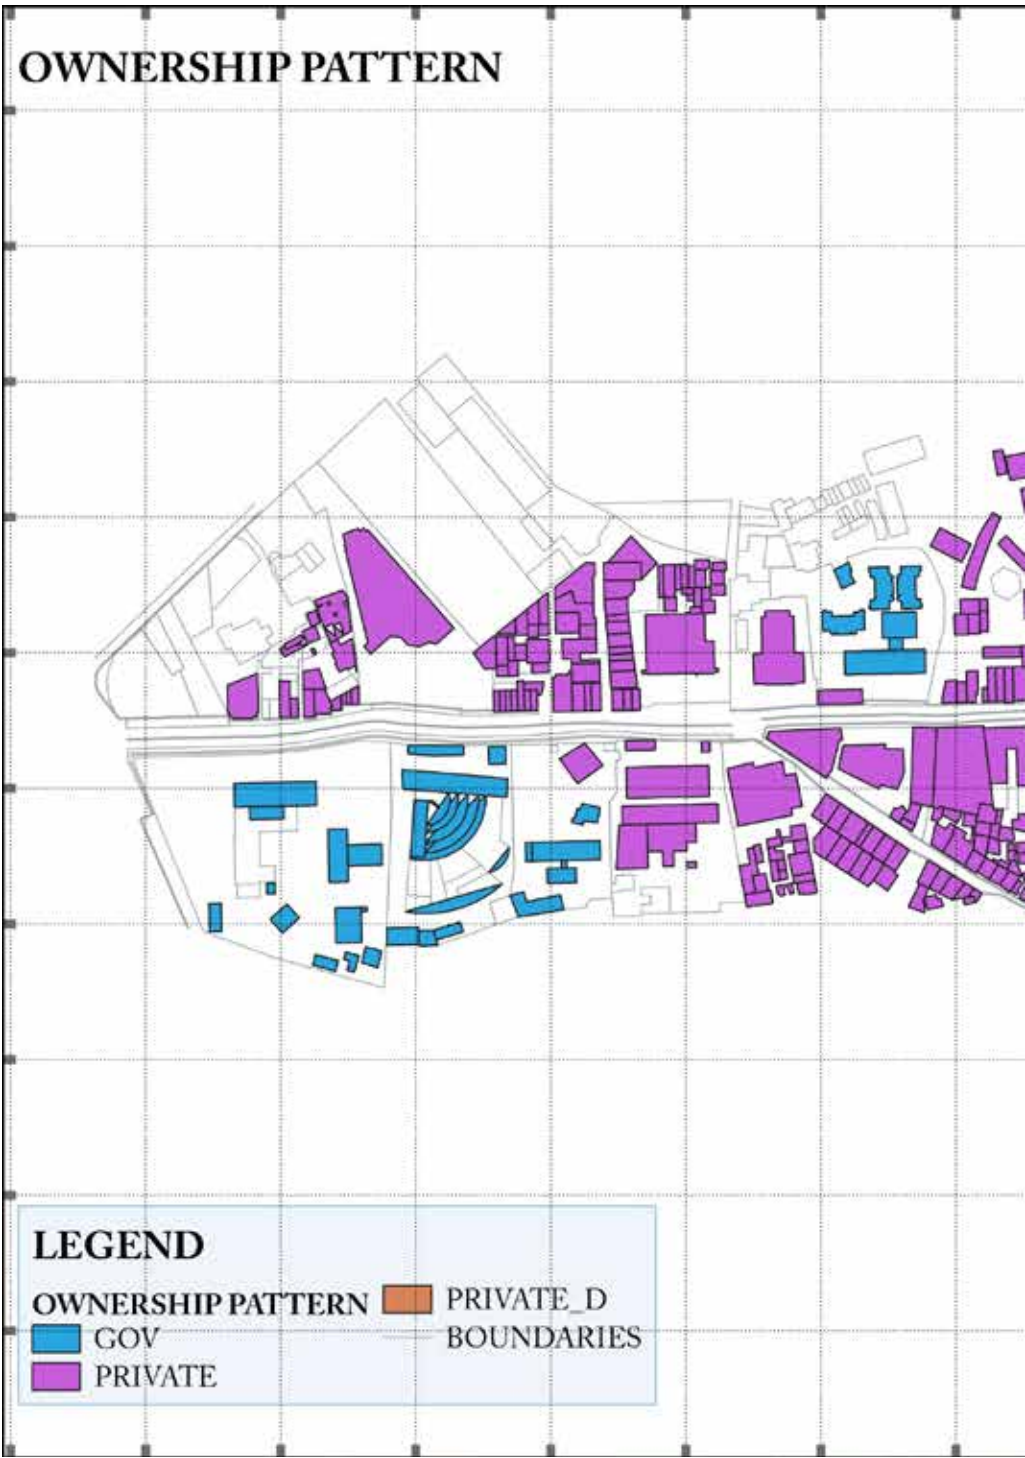 OWNERSHIP PATTERN
LEGEND
OWNERSHIP PATTERN
GOV
PRIVATE
PRIVATE_D
BOUNDARIES